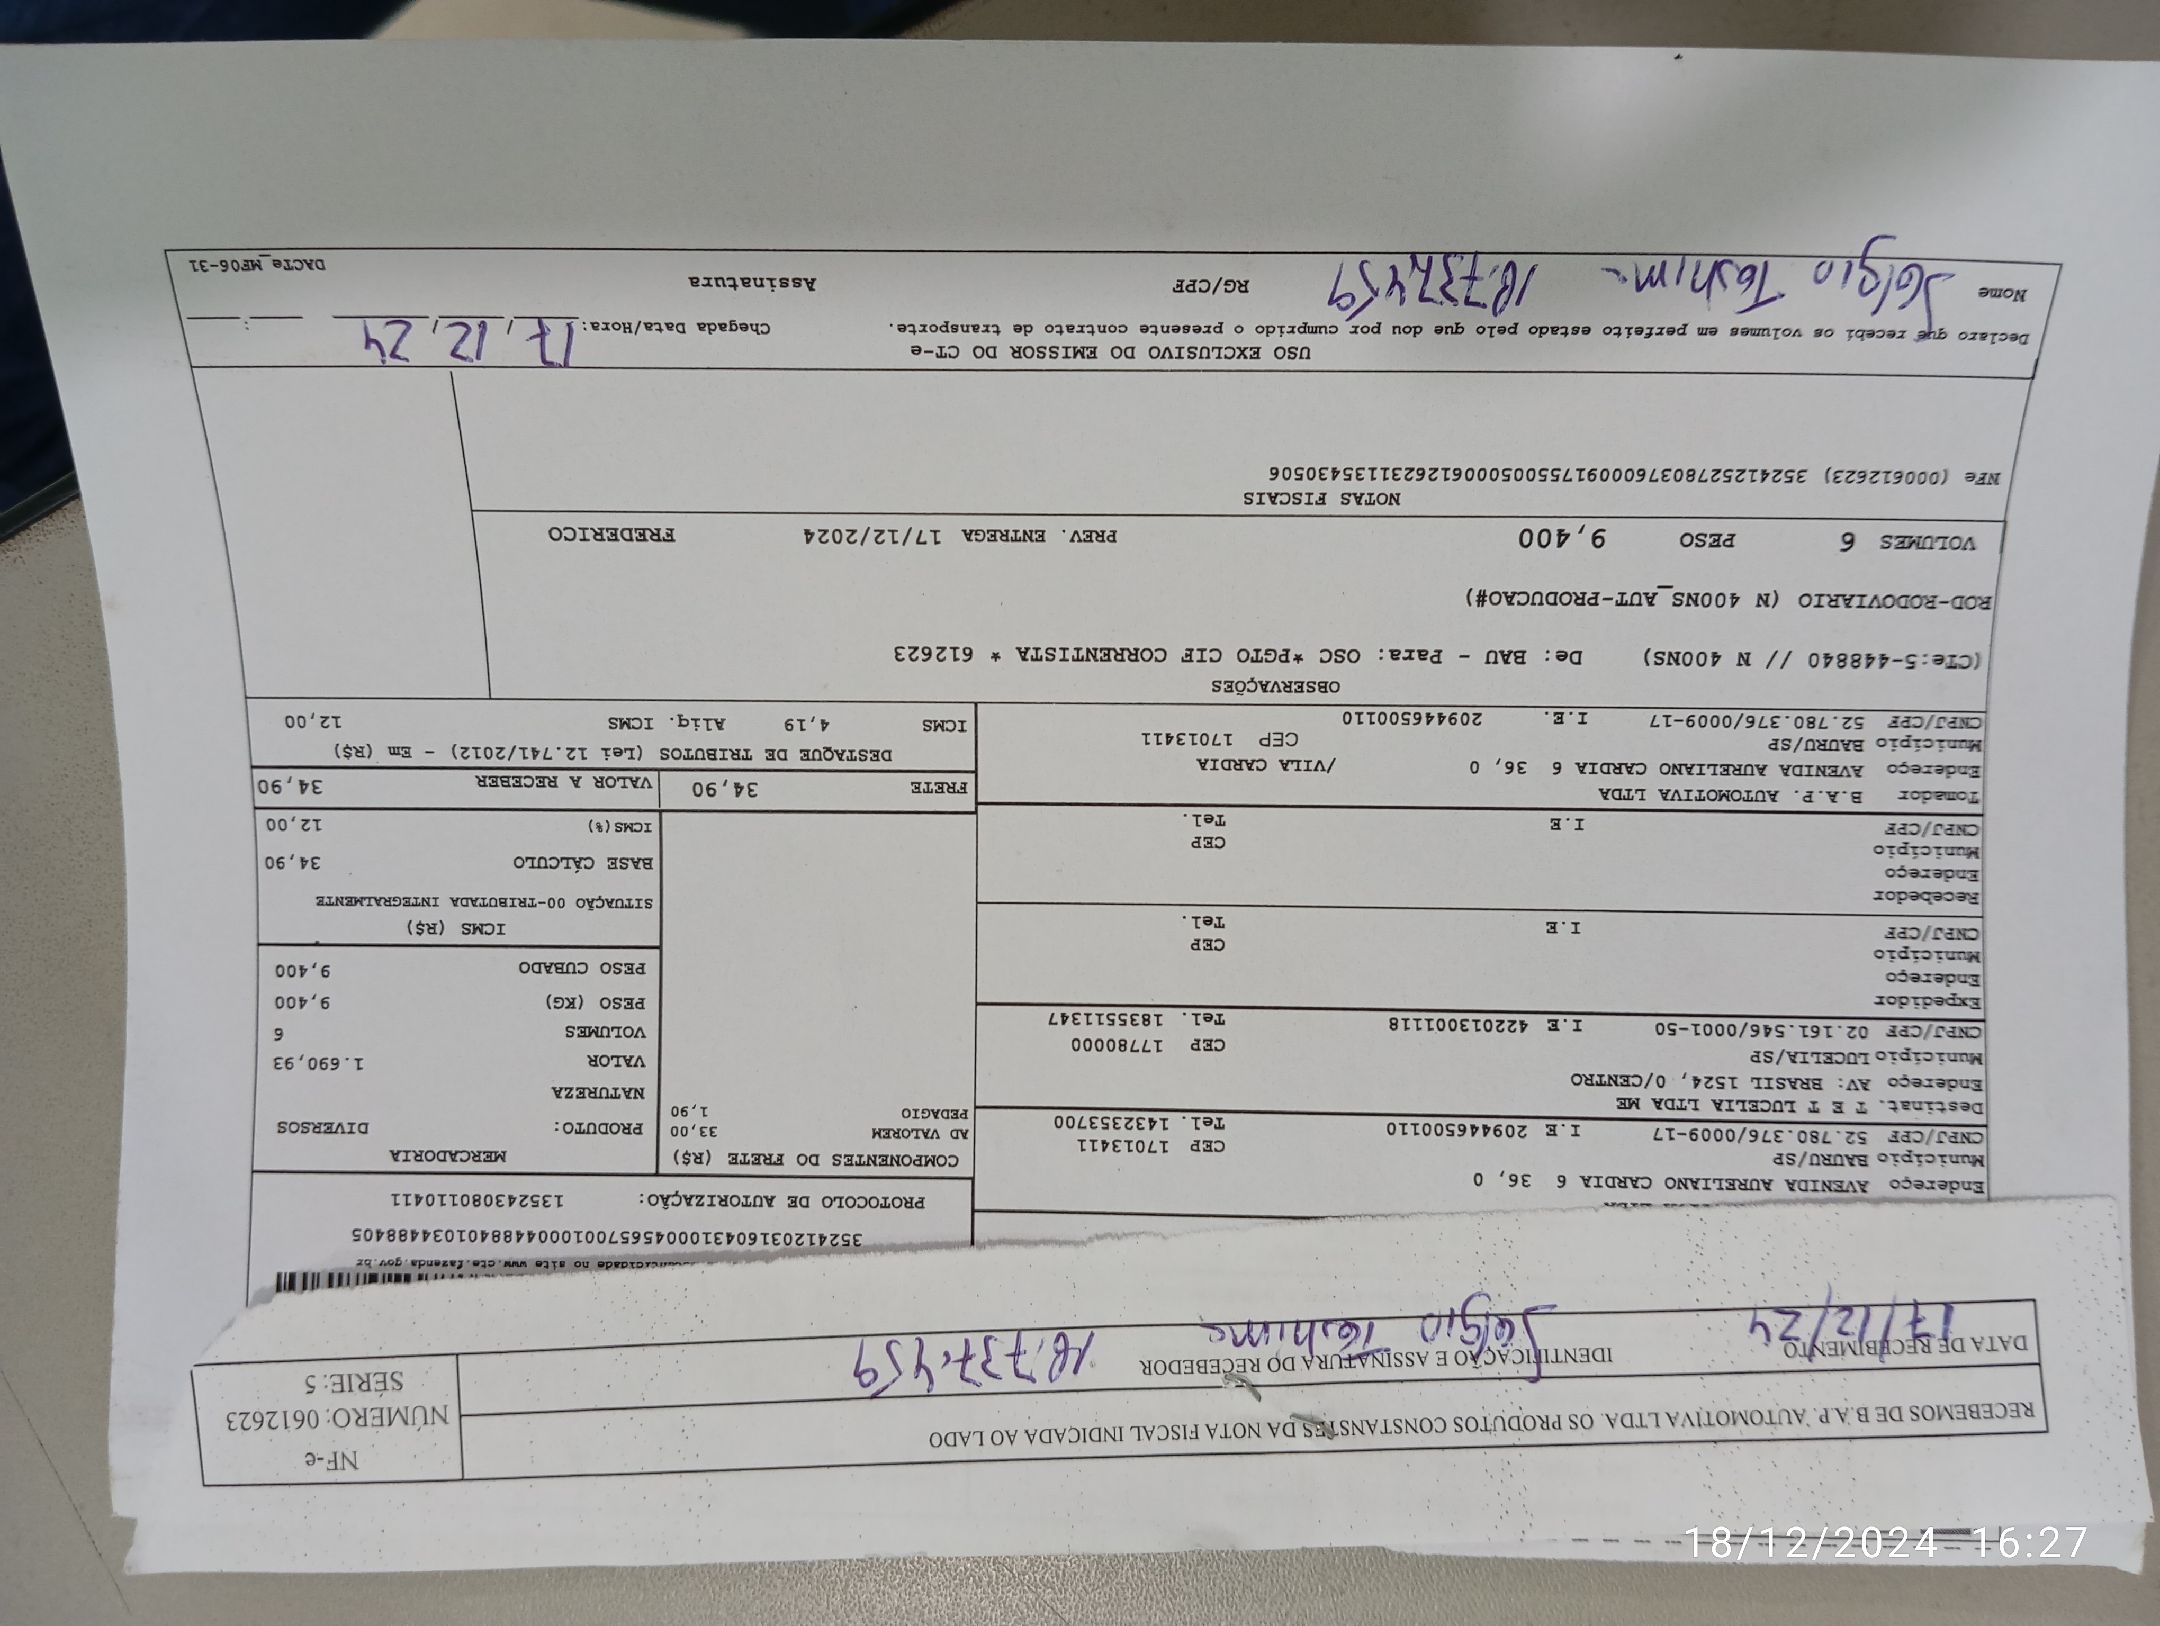 RECEBEMOS DE B.A.P. AUTOMOTIVA LTDA. OS PRODUTOS CONSTANTES DA NOTA FISCAL INDICADA AO LADO
NF-e
NÚMERO: 0612623
SÉRIE: 5
DATA DE RECEBIMENTO
17/12/24
IDENTIFICAÇÃO E ASSINATURA DO RECEBEDOR
Sérgio Toshima 18.737.459
no site www.cte.fazenda.gov.br
PROTOCOLO DE AUTORIZAÇÃO: 135243080110411
Endereço AVENIDA AURELIANO CARDIA 6 36, 0
Município BAURU/SP CEP 17013411
CNPJ/CPF 52.780.376/0009-17 I.E 209446500110 Tel. 1432353700
Destinat. T E T LUCELIA LTDA ME
Endereço AV: BRASIL 1524, 0/CENTRO
Município LUCELIA/SP CEP 17780000
CNPJ/CPF 02.161.546/0001-50 I.E 422013001118 Tel. 1835511347
Expedidor
Endereço
Município CEP
CNPJ/CPF I.E Tel.
Recebedor
Endereço
Município CEP
CNPJ/CPF I.E Tel.
Tomador B.A.P. AUTOMOTIVA LTDA
Endereço AVENIDA AURELIANO CARDIA 6 36, 0 /VILA CARDIA
Município BAURU/SP CEP 17013411
CNPJ/CPF 52.780.376/0009-17 I.E. 209446500110
COMPONENTES DO FRETE (R$)
AD VALOREM 33,00
PEDAGIO 1,90
MERCADORIA
PRODUTO: DIVERSOS
NATUREZA
VALOR 1.690,93
VOLUMES 6
PESO (KG) 9,400
PESO CUBADO 9,400
ICMS (R$)
SITUAÇÃO 00-TRIBUTADA INTEGRALMENTE
BASE CÁLCULO 34,90
ICMS(%) 12,00
FRETE 34,90 VALOR A RECEBER 34,90
DESTAQUE DE TRIBUTOS (Lei 12.741/2012) - Em (R$)
ICMS 4,19 Aliq. ICMS 12,00
OBSERVAÇÕES
(CTe:5-448840 // N 400NS) De: BAU - Para: OSC *PGTO CIF CORRENTISTA * 612623
ROD-RODOVIARIO (N 400NS_AUT-PRODUCAO#)
VOLUMES 6 PESO 9,400 PREV. ENTREGA 17/12/2024 FREDERICO
NOTAS FISCAIS
NFe (000612623) 35241252780376000917550050006126231135430506
USO EXCLUSIVO DO EMISSOR DO CT-e
Declaro que recebi os volumes em perfeito estado pelo que dou por cumprido o presente contrato de transporte.
Chegada Data/Hora: 17, 12, 24 :
Nome Sérgio Toshima 18.737.459 RG/CPF Assinatura
DACTe_MF06-31
18/12/2024 16:27